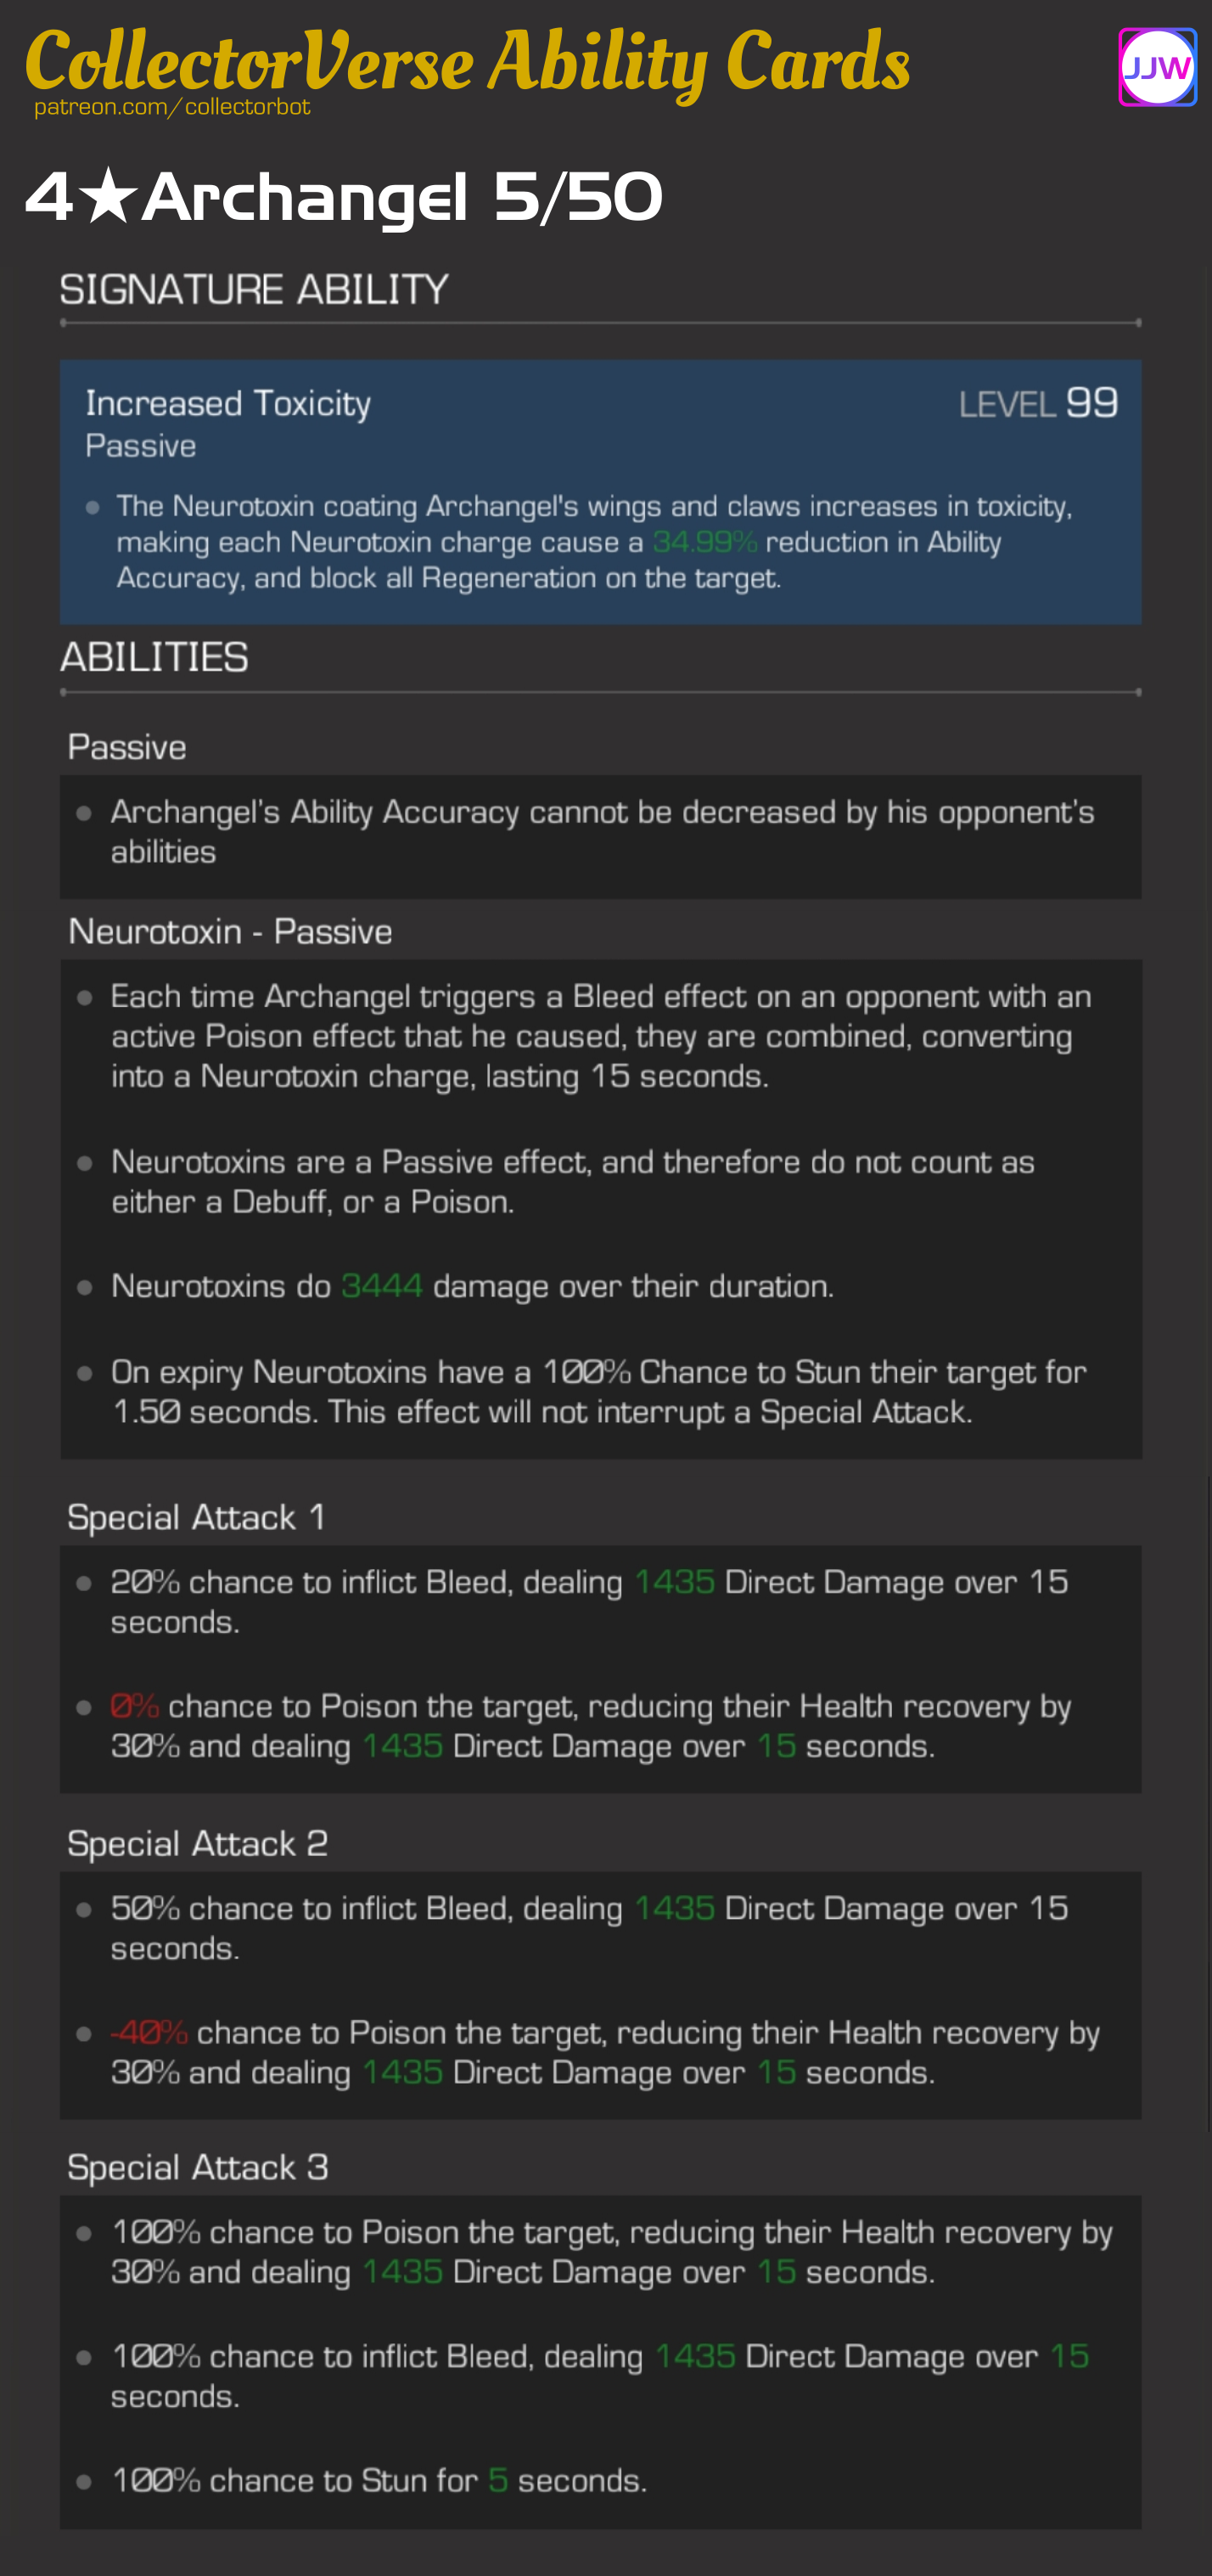 CollectorVerse Ability Cards
patreon.com/collectorbot
JJW
4★Archangel 5/50
SIGNATURE ABILITY
Increased Toxicity
LEVEL 99
Passive
The Neurotoxin coating Archangel's wings and claws increases in toxicity,
making each Neurotoxin charge cause a 34.99% reduction in Ability
Accuracy, and block all Regeneration on the target.
ABILITIES
Passive
Archangel's Ability Accuracy cannot be decreased by his opponent's
abilities
Neurotoxin - Passive
Each time Archangel triggers a Bleed effect on an opponent with an
active Poison effect that he caused, they are combined, converting
into a Neurotoxin charge, lasting 15 seconds.
Neurotoxins are a Passive effect, and therefore do not count as
either a Debuff, or a Poison.
Neurotoxins do 3444 damage over their duration.
On expiry Neurotoxins have a 100% Chance to Stun their target for
1.50 seconds. This effect will not interrupt a Special Attack.
Special Attack 1
20% chance to inflict Bleed, dealing 1435 Direct Damage over 15
seconds.
0% chance to Poison the target, reducing their Health recovery by
30% and dealing 1435 Direct Damage over 15 seconds.
Special Attack 2
50% chance to inflict Bleed, dealing 1435 Direct Damage over 15
seconds.
-40% chance to Poison the target, reducing their Health recovery by
30% and dealing 1435 Direct Damage over 15 seconds.
Special Attack 3
100% chance to Poison the target, reducing their Health recovery by
30% and dealing 1435 Direct Damage over 15 seconds.
100% chance to inflict Bleed, dealing 1435 Direct Damage over 15
seconds.
100% chance to Stun for 5 seconds.